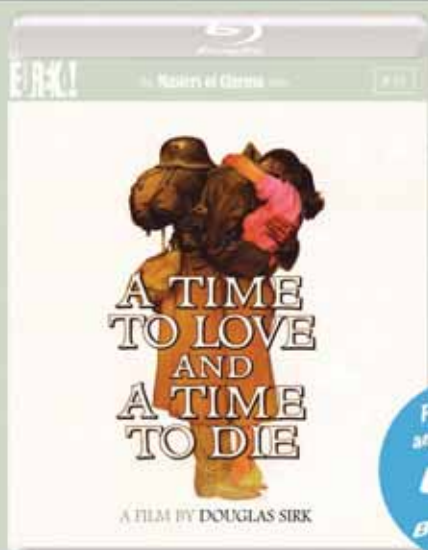 EUREKA!
The Masters of Cinema Series
A TIME
TO LOVE
AND
A TIME
TO DIE
A FILM BY DOUGLAS SIRK